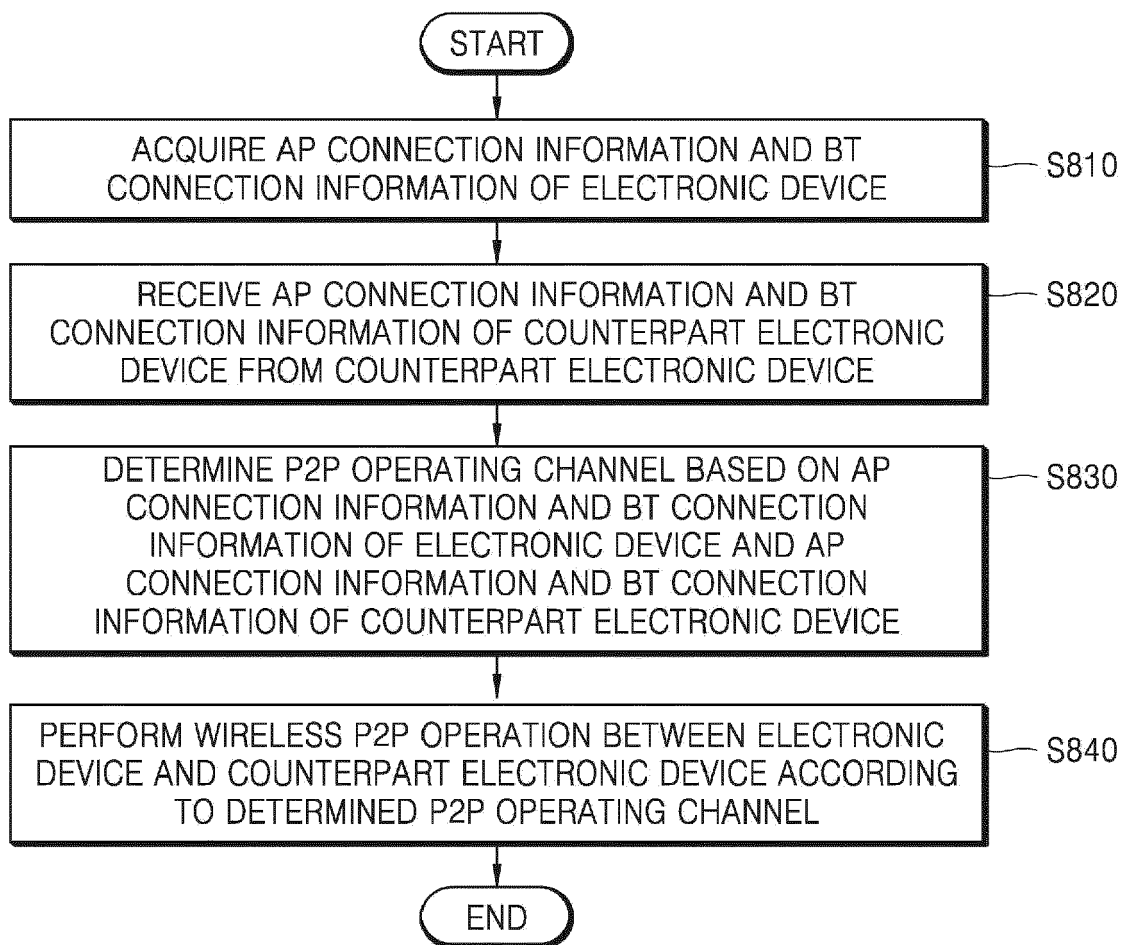 START
ACQUIRE AP CONNECTION INFORMATION AND BT
CONNECTION INFORMATION OF ELECTRONIC DEVICE
S810
RECEIVE AP CONNECTION INFORMATION AND BT
CONNECTION INFORMATION OF COUNTERPART ELECTRONIC
DEVICE FROM COUNTERPART ELECTRONIC DEVICE
S820
DETERMINE P2P OPERATING CHANNEL BASED ON AP
CONNECTION INFORMATION AND BT CONNECTION
INFORMATION OF ELECTRONIC DEVICE AND AP
CONNECTION INFORMATION AND BT CONNECTION
INFORMATION OF COUNTERPART ELECTRONIC DEVICE
S830
PERFORM WIRELESS P2P OPERATION BETWEEN ELECTRONIC
DEVICE AND COUNTERPART ELECTRONIC DEVICE ACCORDING
TO DETERMINED P2P OPERATING CHANNEL
S840
END